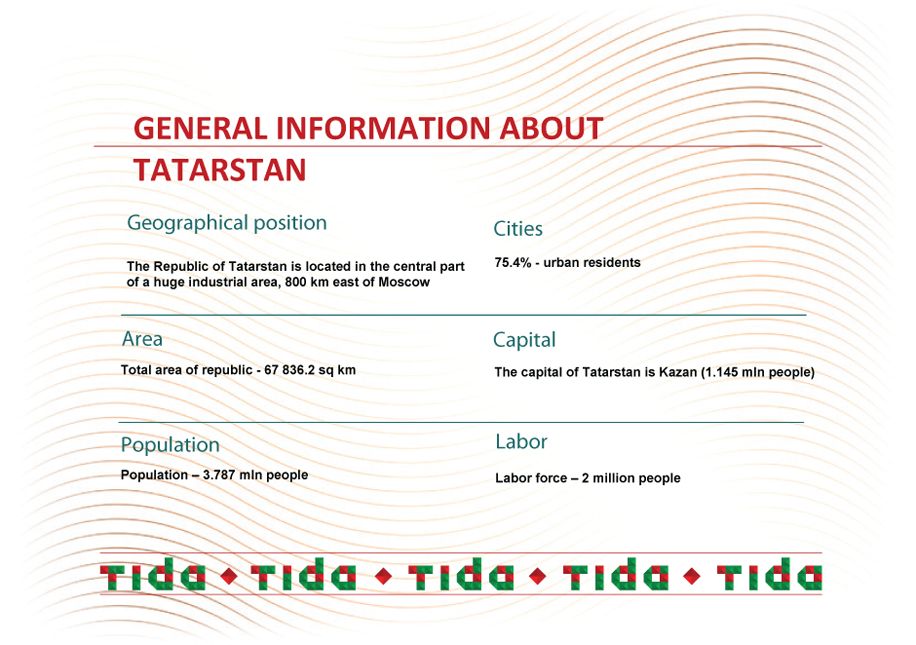 GENERAL INFORMATION ABOUT
TATARSTAN
Geographical position
The Republic of Tatarstan is located in the central part
of a huge industrial area, 800 km east of Moscow
Cities
75.4% - urban residents
Area
Total area of republic - 67 836.2 sq km
Capital
The capital of Tatarstan is Kazan (1.145 mln people)
Population
Population – 3.787 mln people
Labor
Labor force – 2 million people
TIDA TIDA TIDA TIDA TIDA